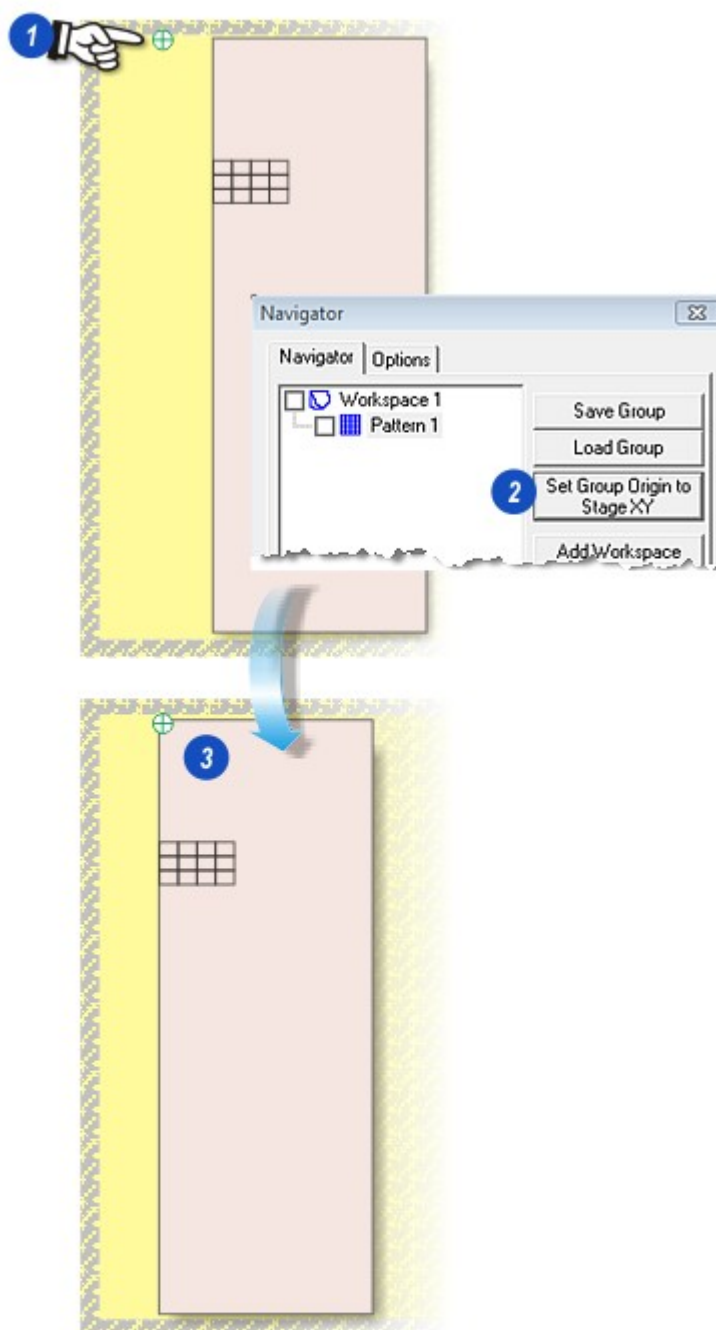 1
Navigator
Navigator Options
Workspace 1
Pattern 1
Save Group
Load Group
2
Set Group Origin to
Stage XY
Add Workspace
3